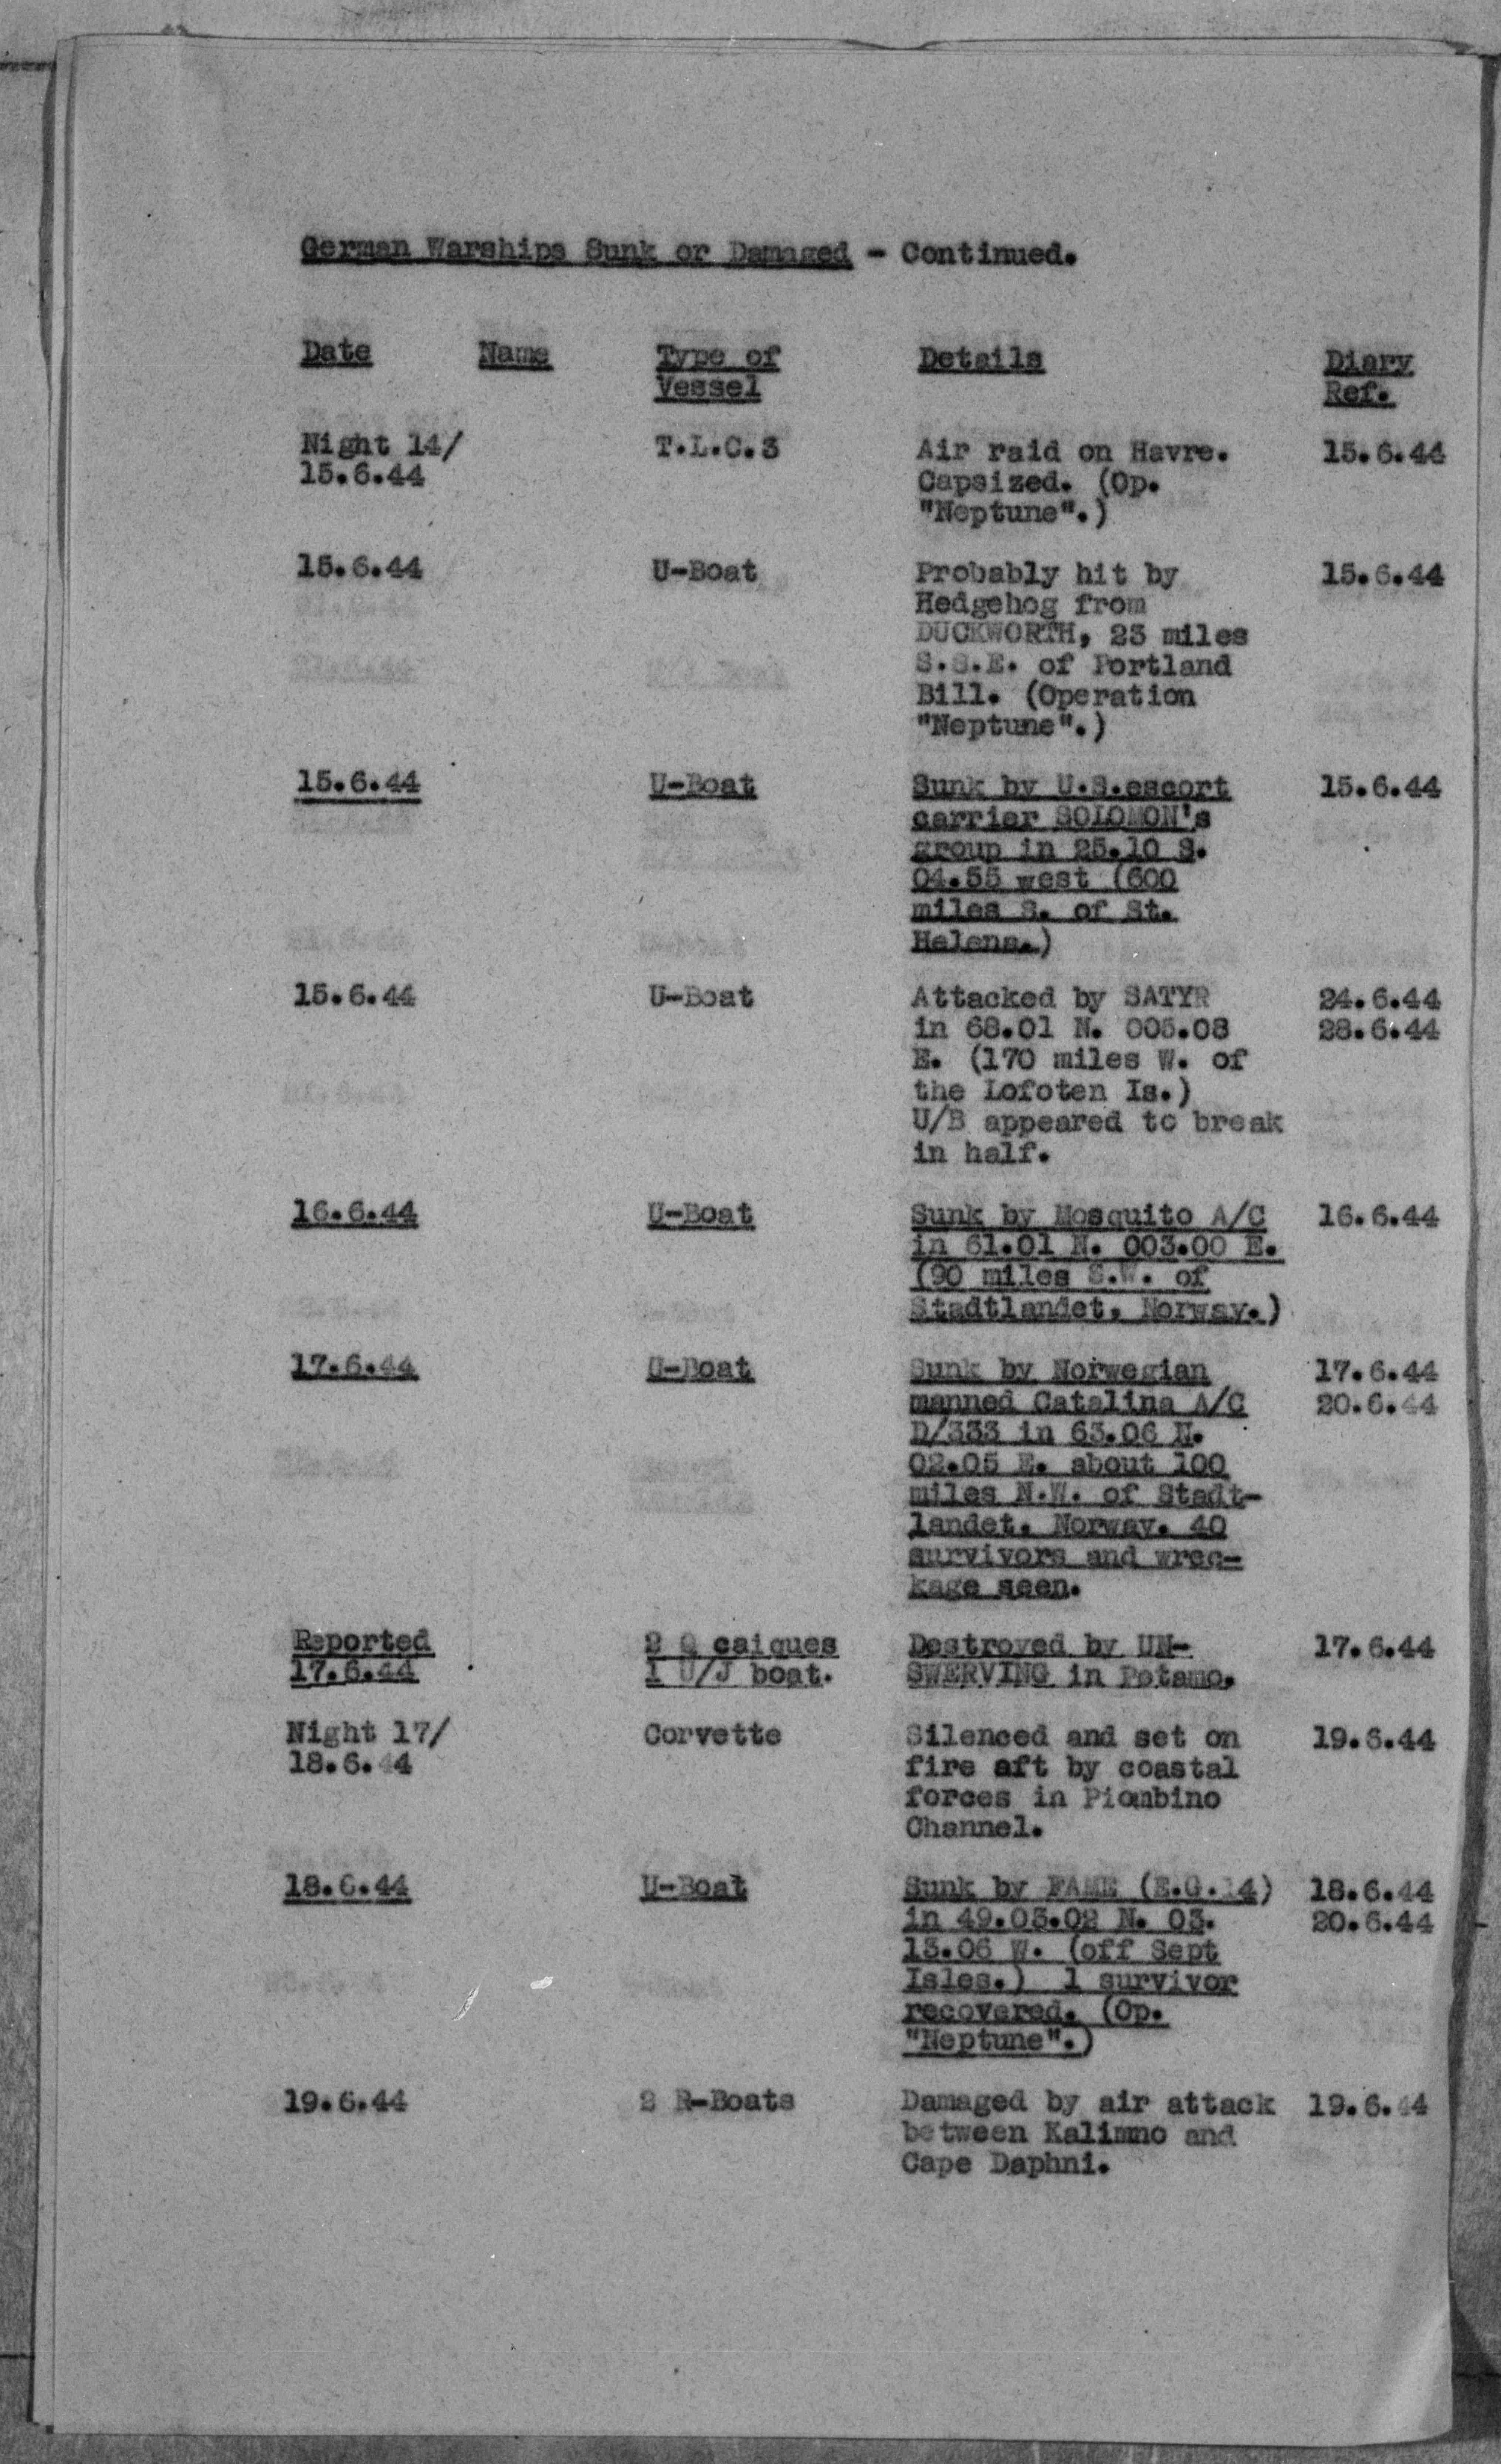 German Warships Sunk or Damaged - Continued.
Date Name Type of Vessel Details Diary Ref.
Night 14/ T.L.C.3 Air raid on Havre. 15.6.44
15.6.44 Capsized. (Op.
"Neptune".)
15.6.44 U-Boat Probably hit by 15.6.44
Hedgehog from
DUCKWORTH, 23 miles
S.S.E. of Portland
Bill. (Operation
"Neptune".)
15.6.44 U-Boat Sunk by U.S.escort 15.6.44
carrier SOLOMON's
group in 25.10 S.
04.55 west (600
miles S. of St.
Helena.)
15.6.44 U-Boat Attacked by SATYR 24.6.44
in 68.01 N. 005.08 28.6.44
E. (170 miles W. of
the Lofoten Is.)
U/B appeared to break
in half.
16.6.44 U-Boat Sunk by Mosquito A/C 16.6.44
in 61.01 N. 003.00 E.
(90 miles S.W. of
Stadtlandet, Norway.)
17.6.44 U-Boat Sunk by Norwegian 17.6.44
manned Catalina A/C 20.6.44
D/333 in 63.06 N.
02.05 E. about 100
miles N.W. of Stadt-
landet, Norway. 40
survivors and wrec-
kage seen.
Reported 2 Q caiques Destroyed by UN- 17.6.44
17.6.44 1 U/J boat. SWERVING in Potamo.
Night 17/ Corvette Silenced and set on 19.6.44
18.6.44 fire aft by coastal
forces in Piombino
Channel.
18.6.44 U-Boat Sunk by FAME (E.G.14) 18.6.44
in 49.03.02 N. 03. 20.6.44
13.06 W. (off Sept
Isles.) 1 survivor
recovered. (Op.
"Neptune".)
19.6.44 2 R-Boats Damaged by air attack 19.6.44
between Kalimno and
Cape Daphni.